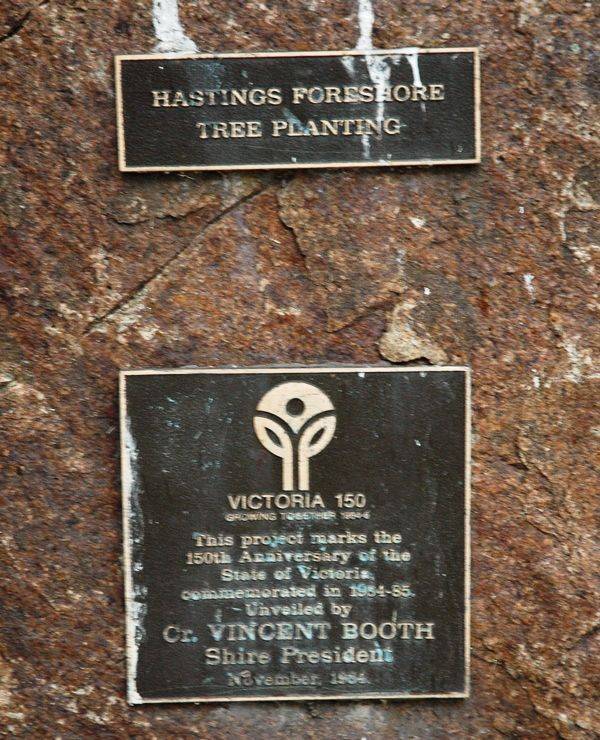 HASTINGS FORESHORE
TREE PLANTING
VICTORIA 150
GROWING TOGETHER 1984-5
This project marks the
150th Anniversary of the
State of Victoria,
commemorated in 1984-85.
Unveiled by
Cr. VINCENT BOOTH
Shire President
November, 1984.